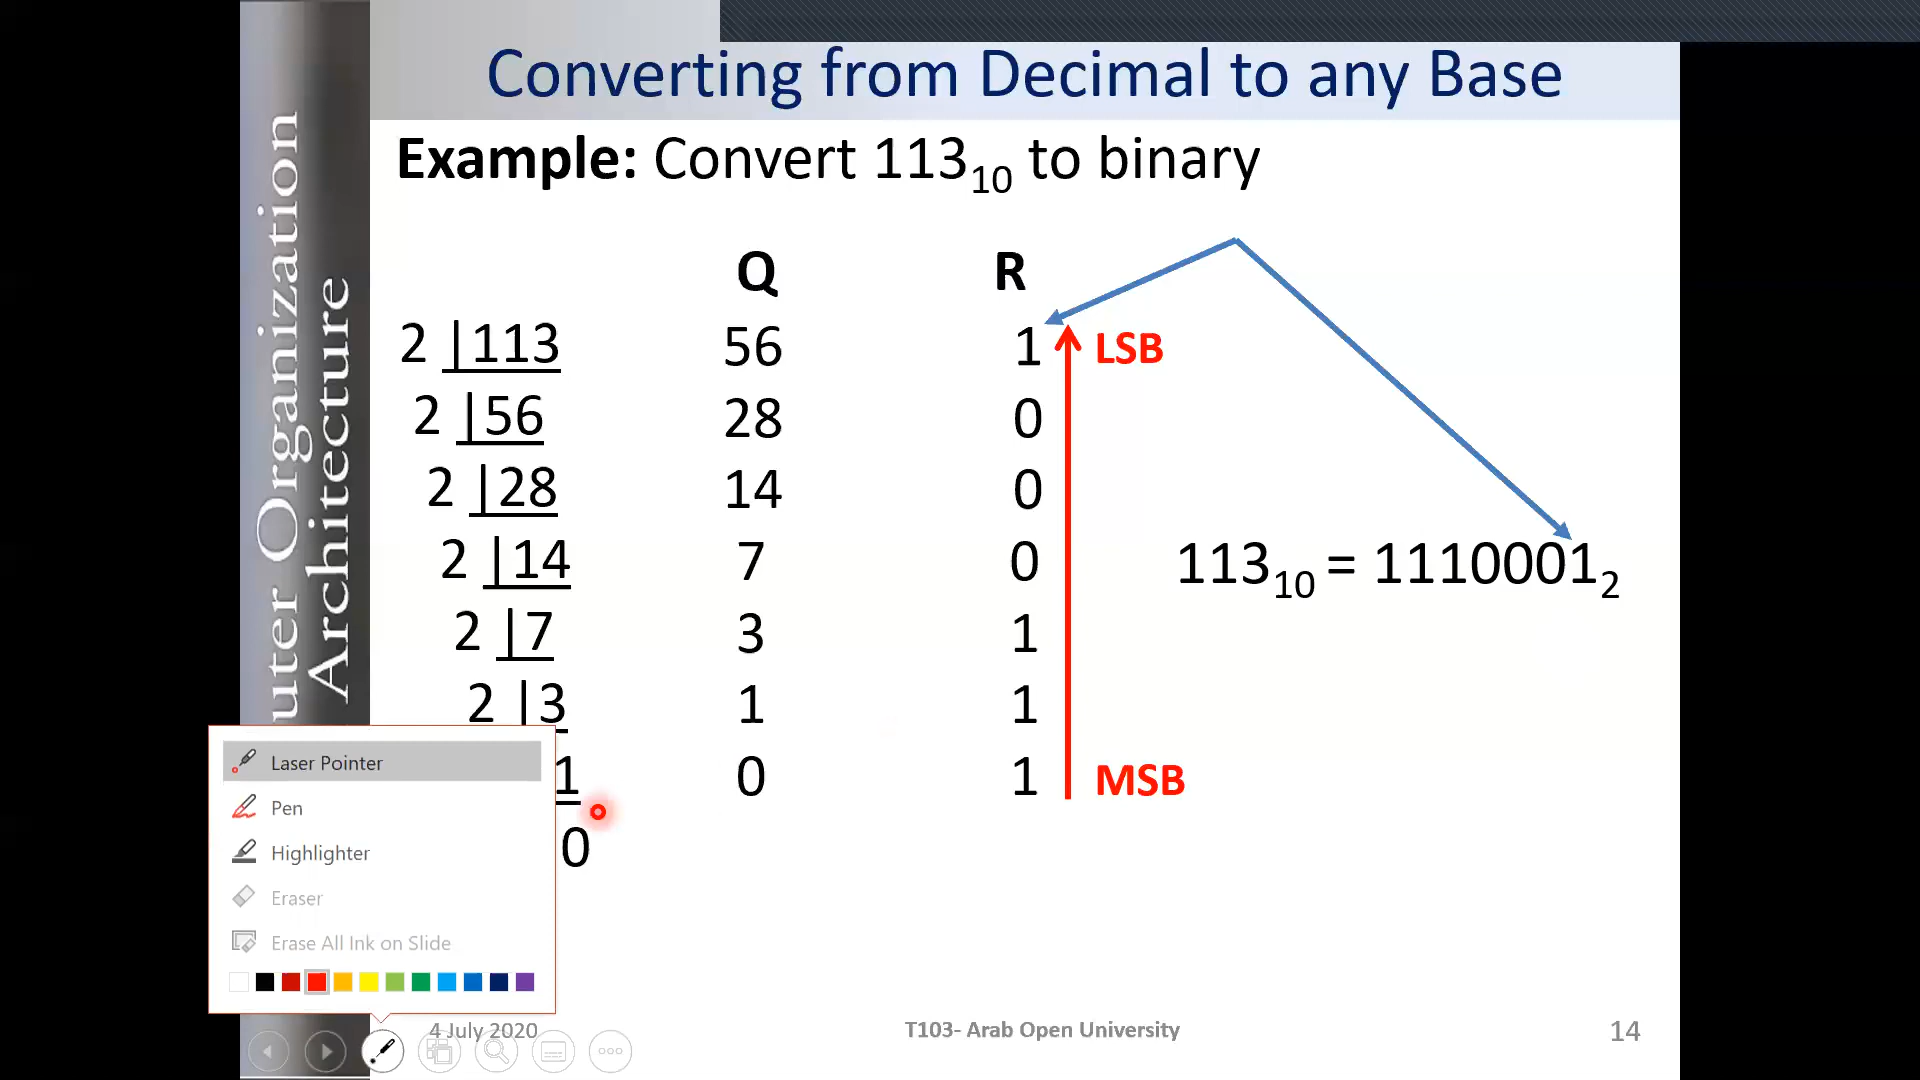 Converting from Decimal to any Base
uter Organization
Architecture
Example: Convert 113₁₀ to binary
Q R
2 |113 56 1 LSB
2 |56 28 0
2 |28 14 0
2 |14 7 0
113₁₀ = 1110001₂
2 |7 3 1
2 |3 1 1
1 0 1 MSB
0
Laser Pointer
Pen
Highlighter
Eraser
Erase All Ink on Slide
4 July 2020
T103- Arab Open University
14